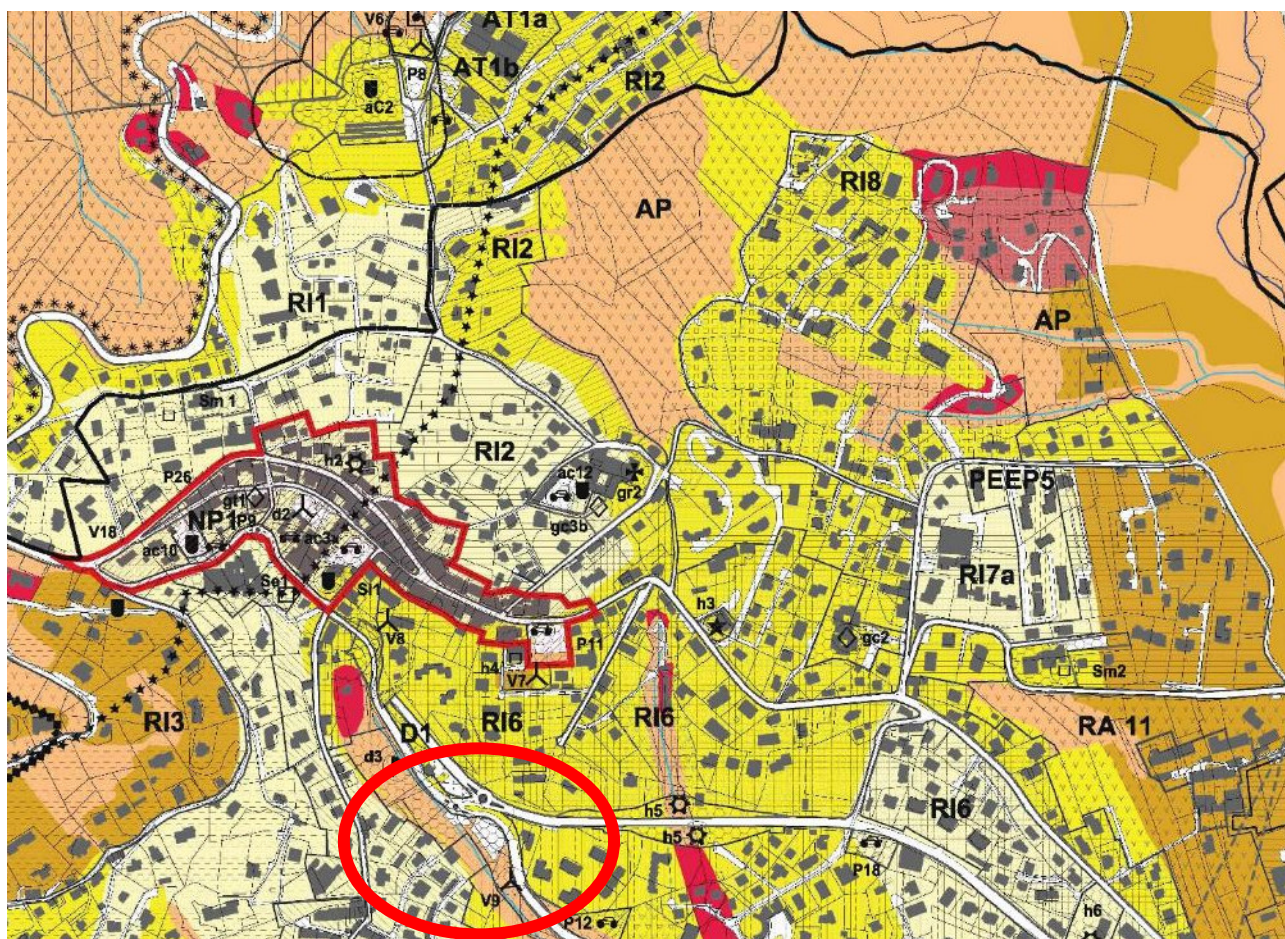 V6
AT1a
P8
AT1b
RI2
aC2
AP
RI8
RI2
RI1
AP
Sm 1
RI2
P26
h2
ac12
gr2
PEEP5
gt1
d2
NP1
P9
gc3b
V18
ac10
ac3
RI7a
Se1
SI1
h3
V8
P11
gc2
h4
V7
Sm2
RI3
D1
RI6
RI6
RA 11
d3
h5
RI6
h5
P18
V9
P12
h6